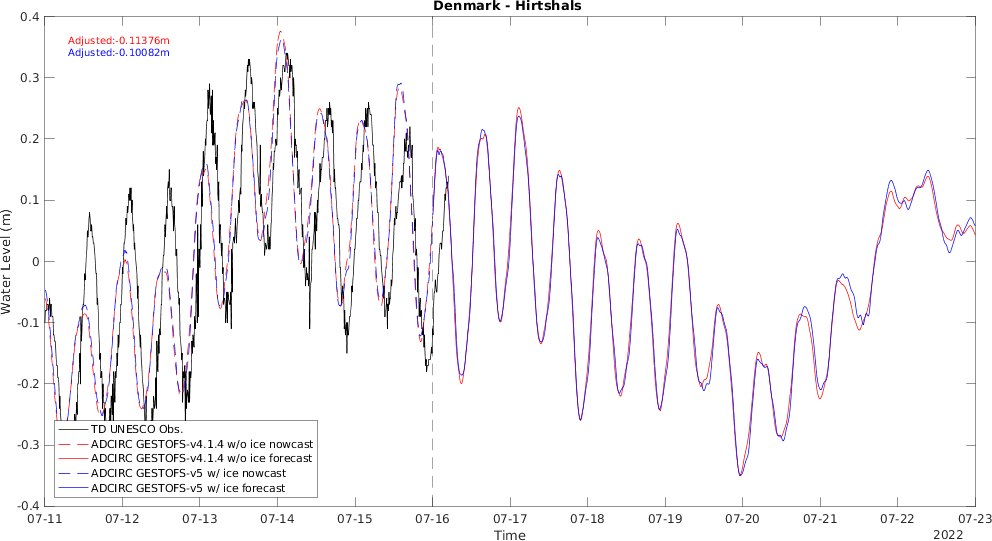 Denmark - Hirtshals
Adjusted:-0.11376m
Adjusted:-0.10082m
0.4
0.3
0.2
0.1
0
-0.1
-0.2
-0.3
-0.4
Water Level (m)
TD UNESCO Obs.
ADCIRC GESTOFS-v4.1.4 w/o ice nowcast
ADCIRC GESTOFS-v4.1.4 w/o ice forecast
ADCIRC GESTOFS-v5 w/ ice nowcast
ADCIRC GESTOFS-v5 w/ ice forecast
07-11 07-12 07-13 07-14 07-15 07-16 07-17 07-18 07-19 07-20 07-21 07-22 07-23
Time
2022